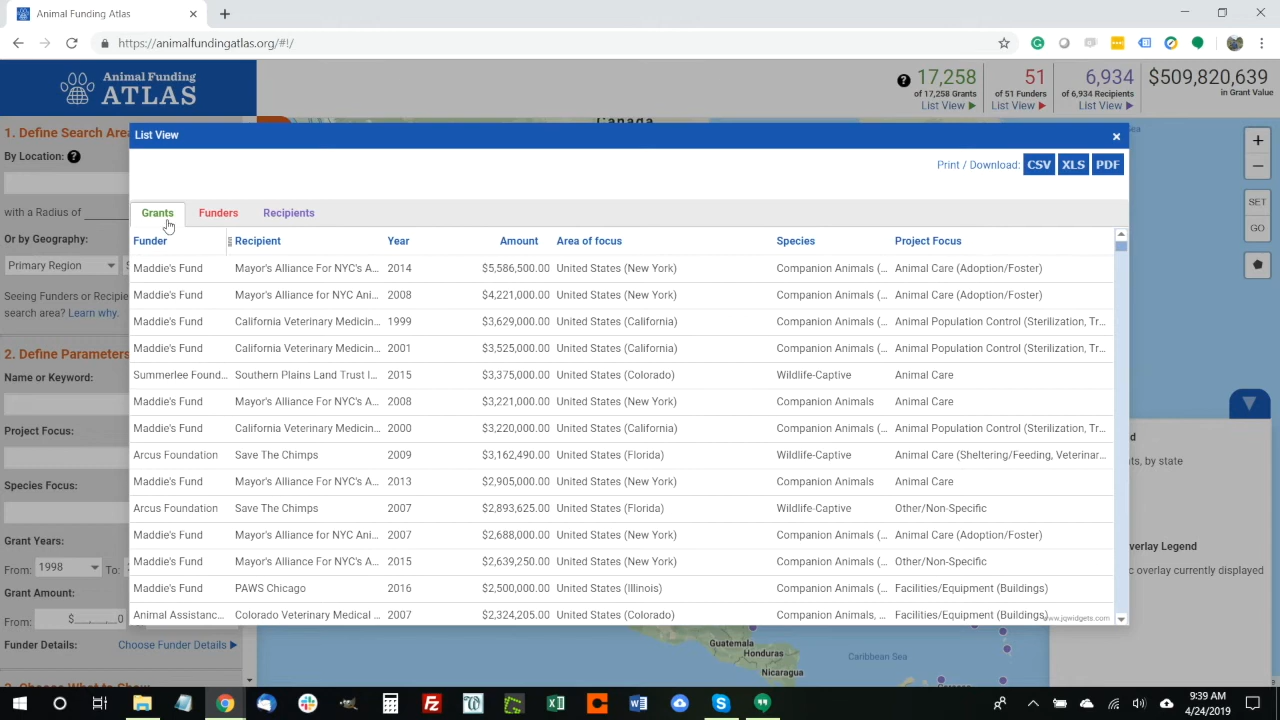 Animal Funding Atlas
https://animalfundingatlas.org/#!/
Animal Funding
ATLAS
17,258
of 17,258 Grants
List View ▶
51
of 51 Funders
List View ▶
6,934
of 6,934 Recipients
List View ▶
$509,820,639
in Grant Value
Canada
1. Define Search Area
By Location:
with a Radius of
Or by Geography:
Primary Region
Seeing Funders or Recipie
search area? Learn why.
2. Define Parameters
Name or Keyword:
Project Focus:
Species Focus:
Grant Years:
From: 1998 To:
Grant Amount:
From: $______0
Funder Details: Choose Funder Details ▶
List View
Print / Download: CSV XLS PDF
Grants Funders Recipients
Funder Recipient Year Amount Area of focus Species Project Focus
Maddie's Fund Mayor's Alliance For NYC's A... 2014 $5,586,500.00 United States (New York) Companion Animals (... Animal Care (Adoption/Foster)
Maddie's Fund Mayor's Alliance for NYC Ani... 2008 $4,221,000.00 United States (New York) Companion Animals (... Animal Care (Adoption/Foster)
Maddie's Fund California Veterinary Medicin... 1999 $3,629,000.00 United States (California) Companion Animals (... Animal Population Control (Sterilization, Tr...
Maddie's Fund California Veterinary Medicin... 2001 $3,525,000.00 United States (California) Companion Animals (... Animal Population Control (Sterilization, Tr...
Summerlee Found... Southern Plains Land Trust I... 2015 $3,375,000.00 United States (Colorado) Wildlife-Captive Animal Care
Maddie's Fund Mayor's Alliance For NYC's A... 2008 $3,221,000.00 United States (New York) Companion Animals Animal Care
Maddie's Fund California Veterinary Medicin... 2000 $3,220,000.00 United States (California) Companion Animals (... Animal Population Control (Sterilization, Tr...
Arcus Foundation Save The Chimps 2009 $3,162,490.00 United States (Florida) Wildlife-Captive Animal Care (Sheltering/Feeding, Veterinar...
Maddie's Fund Mayor's Alliance For NYC's A... 2013 $2,905,000.00 United States (New York) Companion Animals Animal Care
Arcus Foundation Save The Chimps 2007 $2,893,625.00 United States (Florida) Wildlife-Captive Other/Non-Specific
Maddie's Fund Mayor's Alliance for NYC Ani... 2007 $2,688,000.00 United States (New York) Companion Animals (... Animal Care (Adoption/Foster)
Maddie's Fund Mayor's Alliance For NYC's A... 2015 $2,639,250.00 United States (New York) Companion Animals (... Other/Non-Specific
Maddie's Fund PAWS Chicago 2016 $2,500,000.00 United States (Illinois) Companion Animals (... Facilities/Equipment (Buildings)
Animal Assistanc... Colorado Veterinary Medical ... 2007 $2,324,205.00 United States (Colorado) Companion Animals, ... Facilities/Equipment (Buildings)
www.jqwidgets.com
Sea
SET
GO
d
nts, by state
verlay Legend
ic overlay currently displayed
Guatemala
Honduras
Nicaragua
Caribbean Sea
9:39 AM
4/24/2019